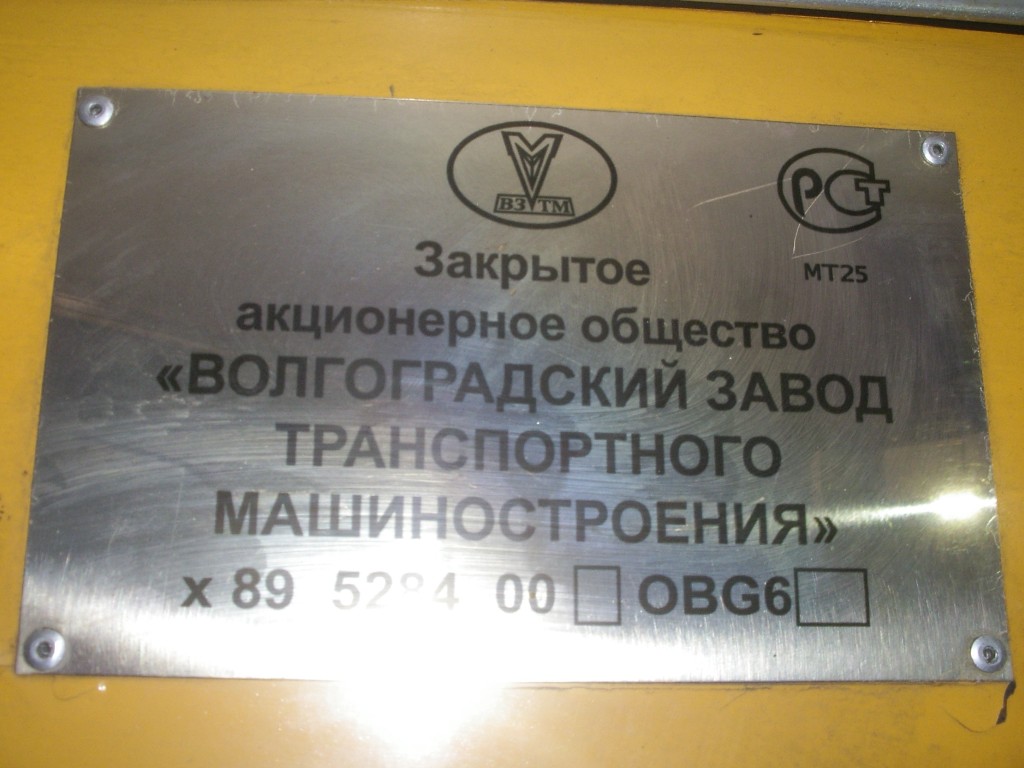 ВЗТМ
РСТ
МТ25
Закрытое
акционерное общество
«ВОЛГОГРАДСКИЙ ЗАВОД
ТРАНСПОРТНОГО
МАШИНОСТРОЕНИЯ»
х 89 5284 00 OBG6